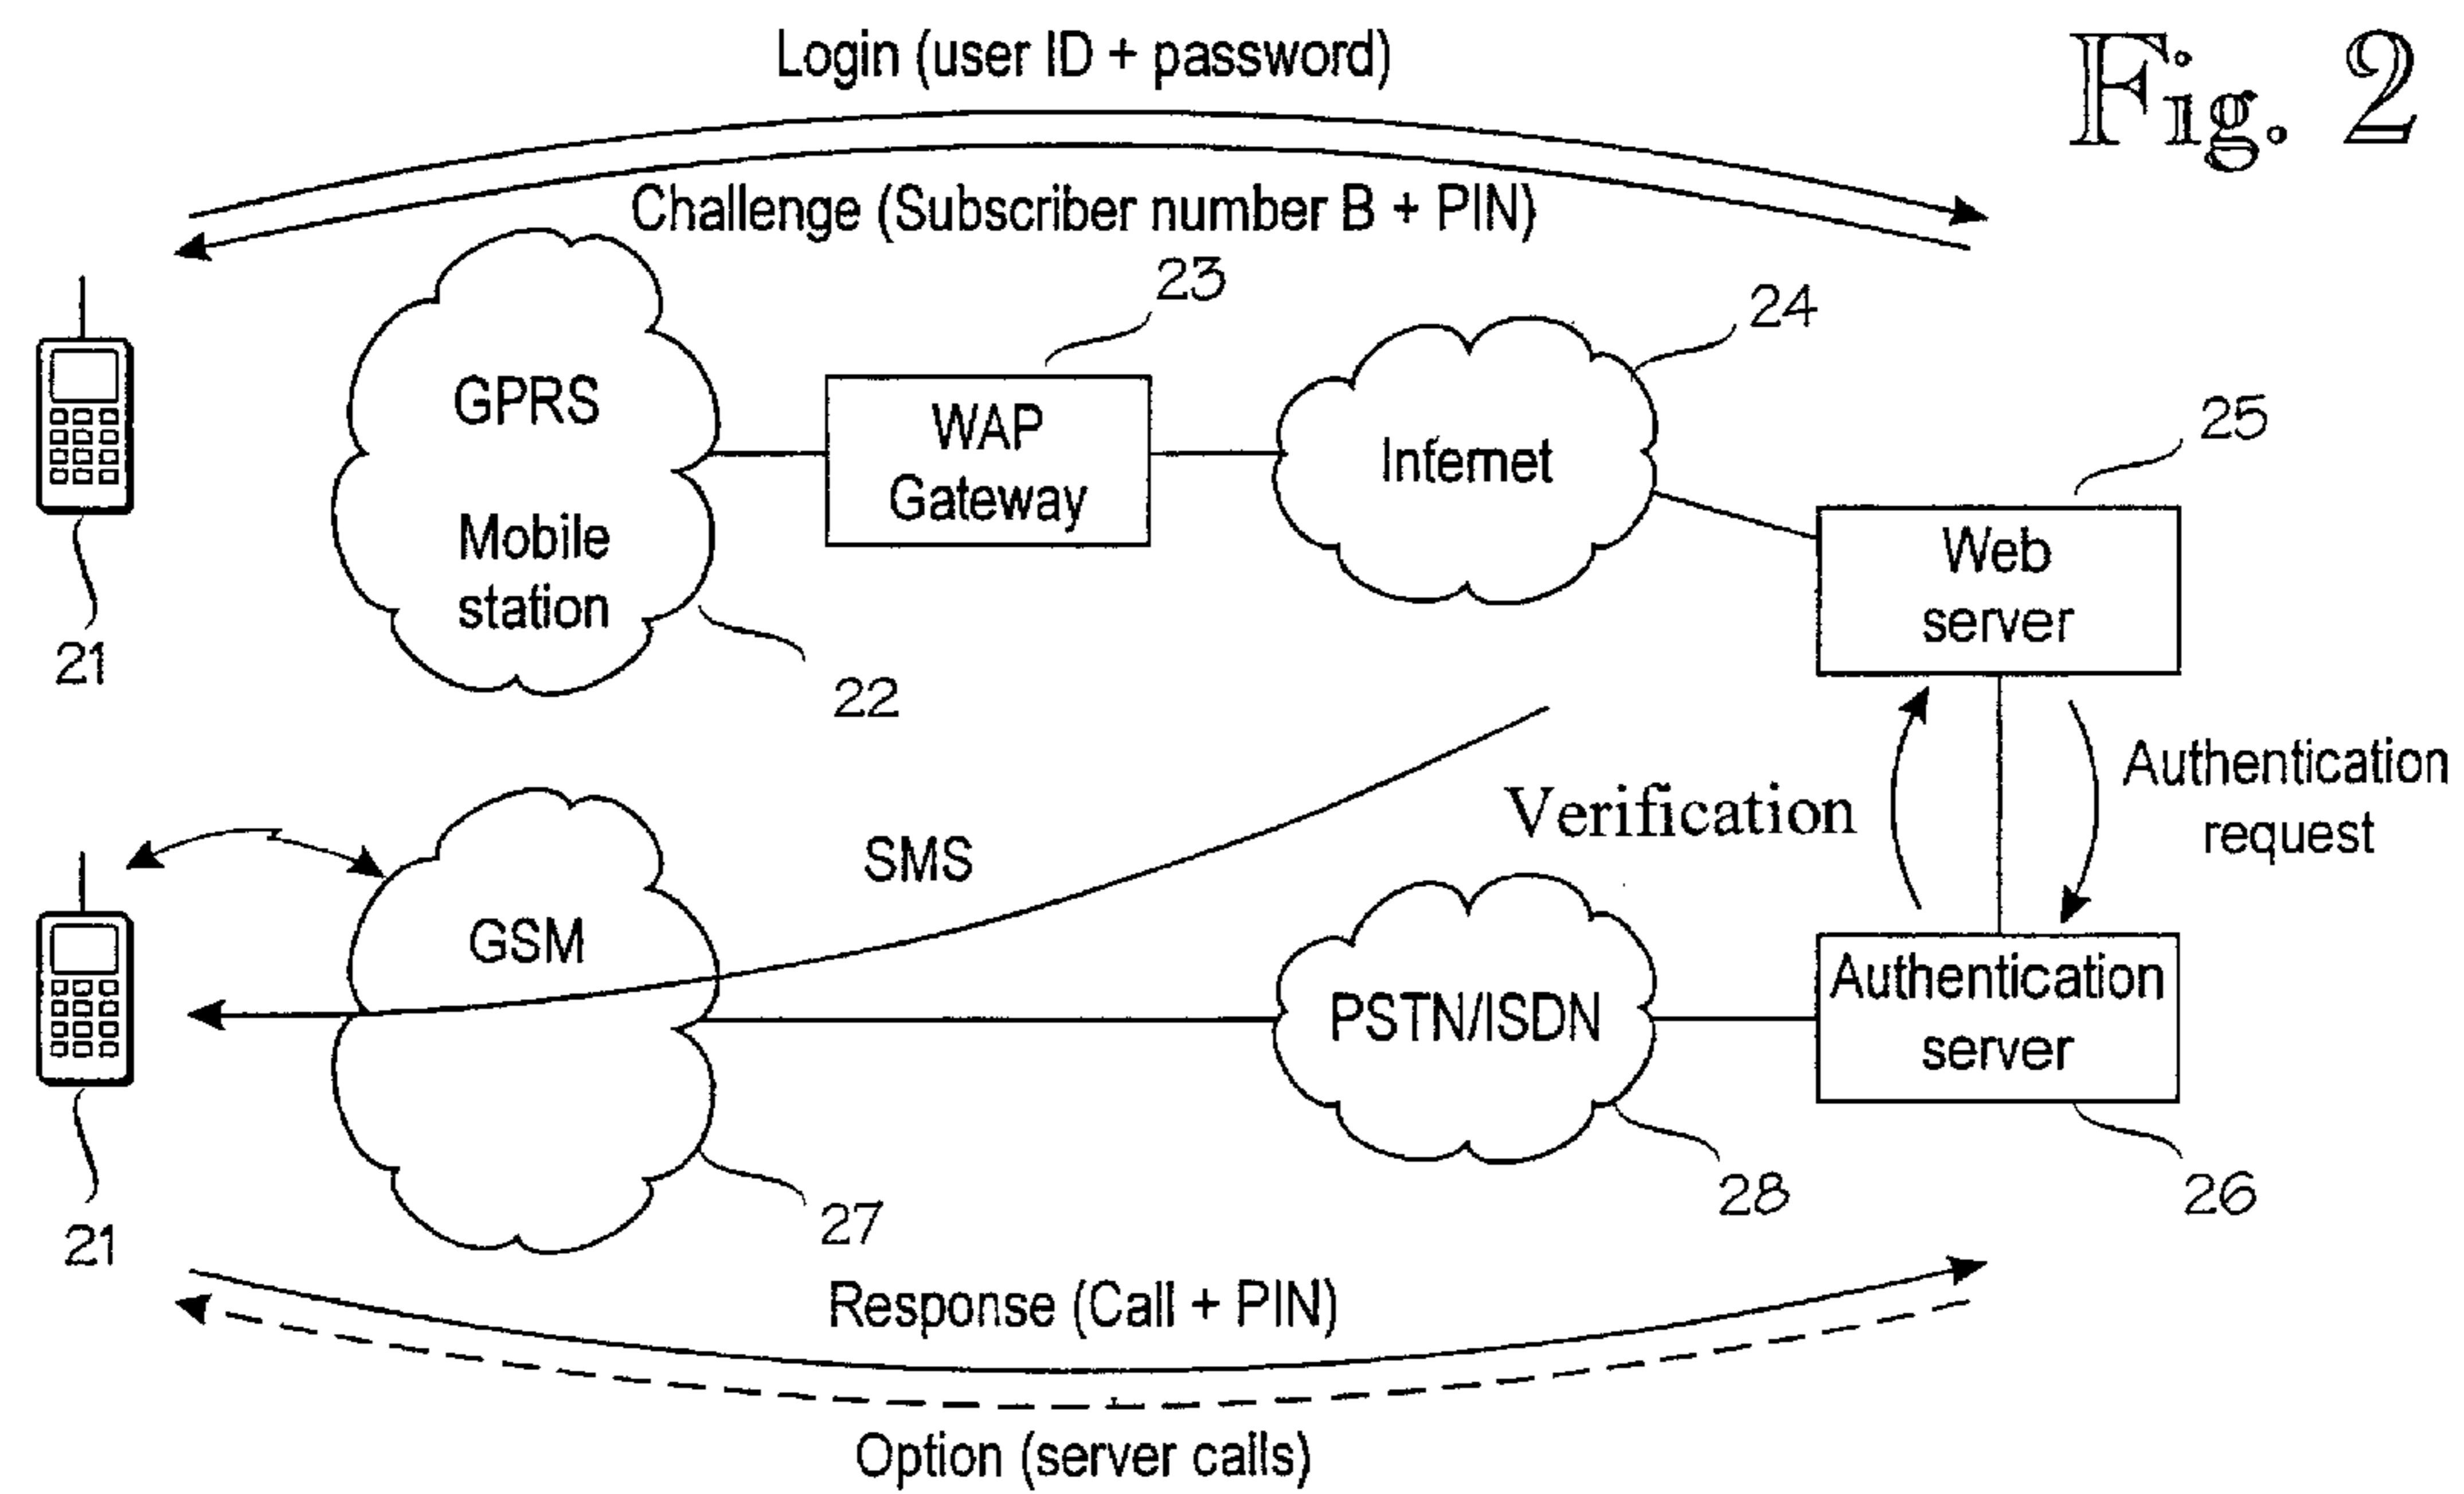 Fig. 2
Login (user ID + password)
Challenge (Subscriber number B + PIN)
23
24
25
GPRS
Mobile
station
WAP
Gateway
Internet
Web
server
21
22
Verification
Authentication
request
SMS
GSM
PSTN/ISDN
Authentication
server
21
27
28
26
Response (Call + PIN)
Option (server calls)